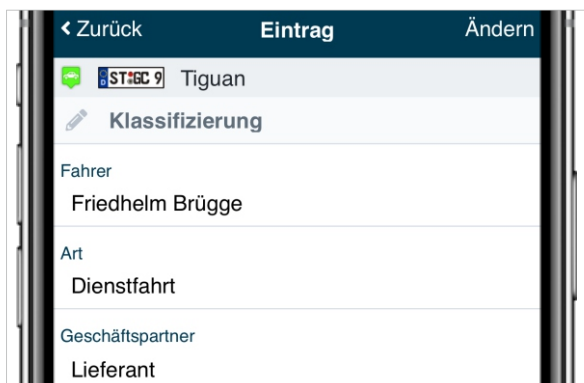 Zurück Eintrag Ändern
ST GC 9 Tiguan
Klassifizierung
Fahrer
Friedhelm Brügge
Art
Dienstfahrt
Geschäftspartner
Lieferant